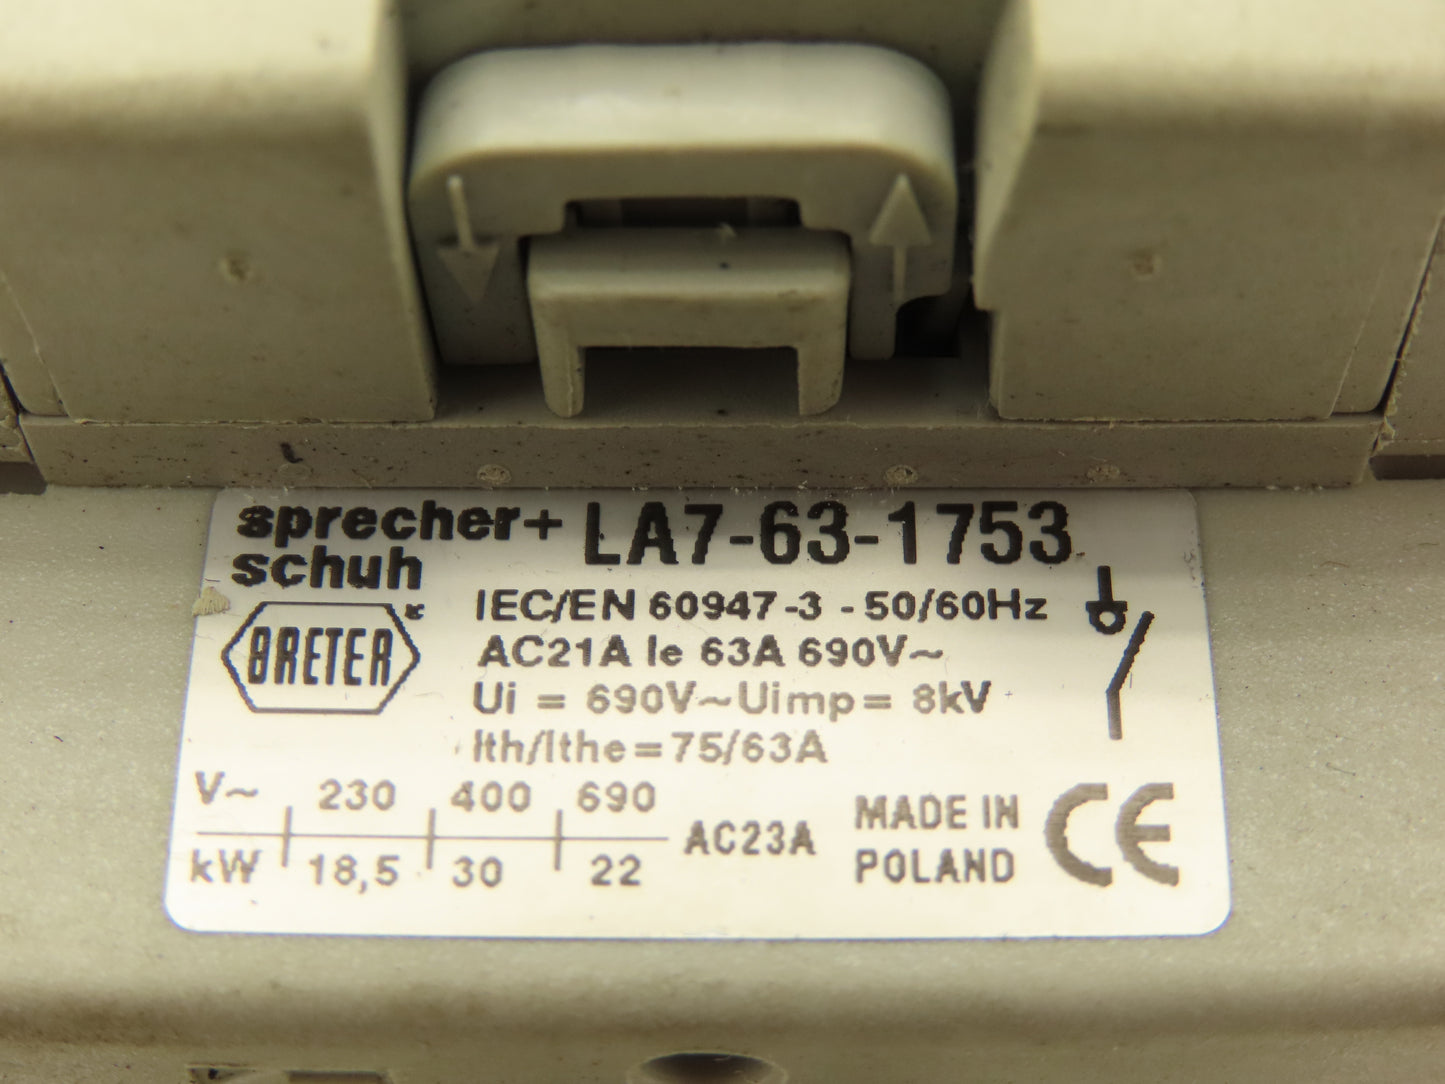 sprecher+
schuh
LA7-63-1753
BRETER
IEC/EN 60947-3 - 50/60Hz
AC21A Ie 63A 690V~
Ui = 690V~Uimp= 8kV
Ith/Ithe=75/63A
V~ 230 400 690
kW 18,5 30 22
AC23A
MADE IN
POLAND
CE